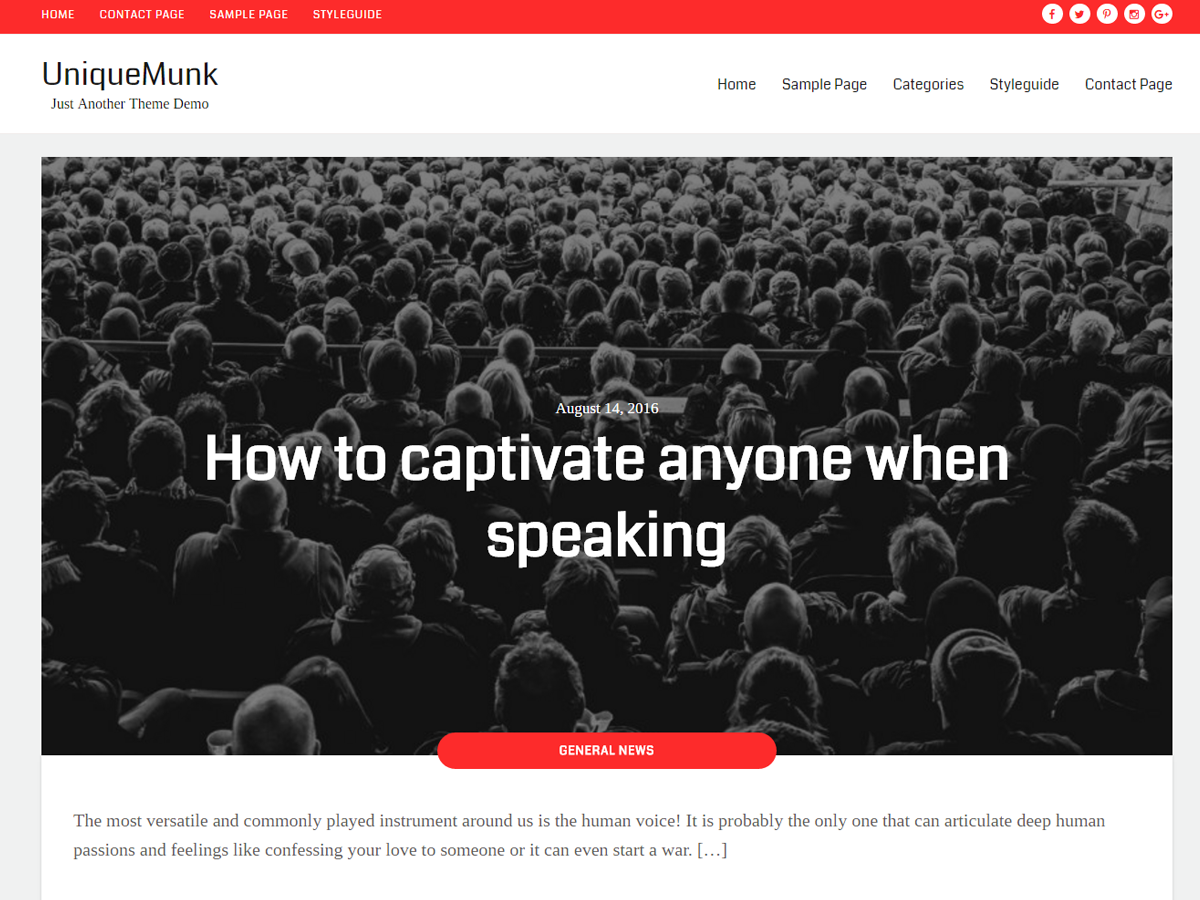 HOME CONTACT PAGE SAMPLE PAGE STYLEGUIDE
UniqueMunk
Just Another Theme Demo
Home Sample Page Categories Styleguide Contact Page
August 14, 2016
How to captivate anyone when
speaking
GENERAL NEWS
The most versatile and commonly played instrument around us is the human voice! It is probably the only one that can articulate deep human
passions and feelings like confessing your love to someone or it can even start a war. […]